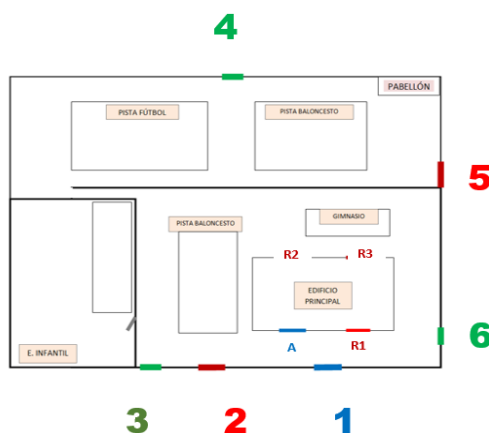 4
PABELLÓN
PISTA FÚTBOL
PISTA BALONCESTO
5
PISTA BALONCESTO
GIMNASIO
R2
R3
EDIFICIO
PRINCIPAL
6
A
R1
E. INFANTIL
3
2
1